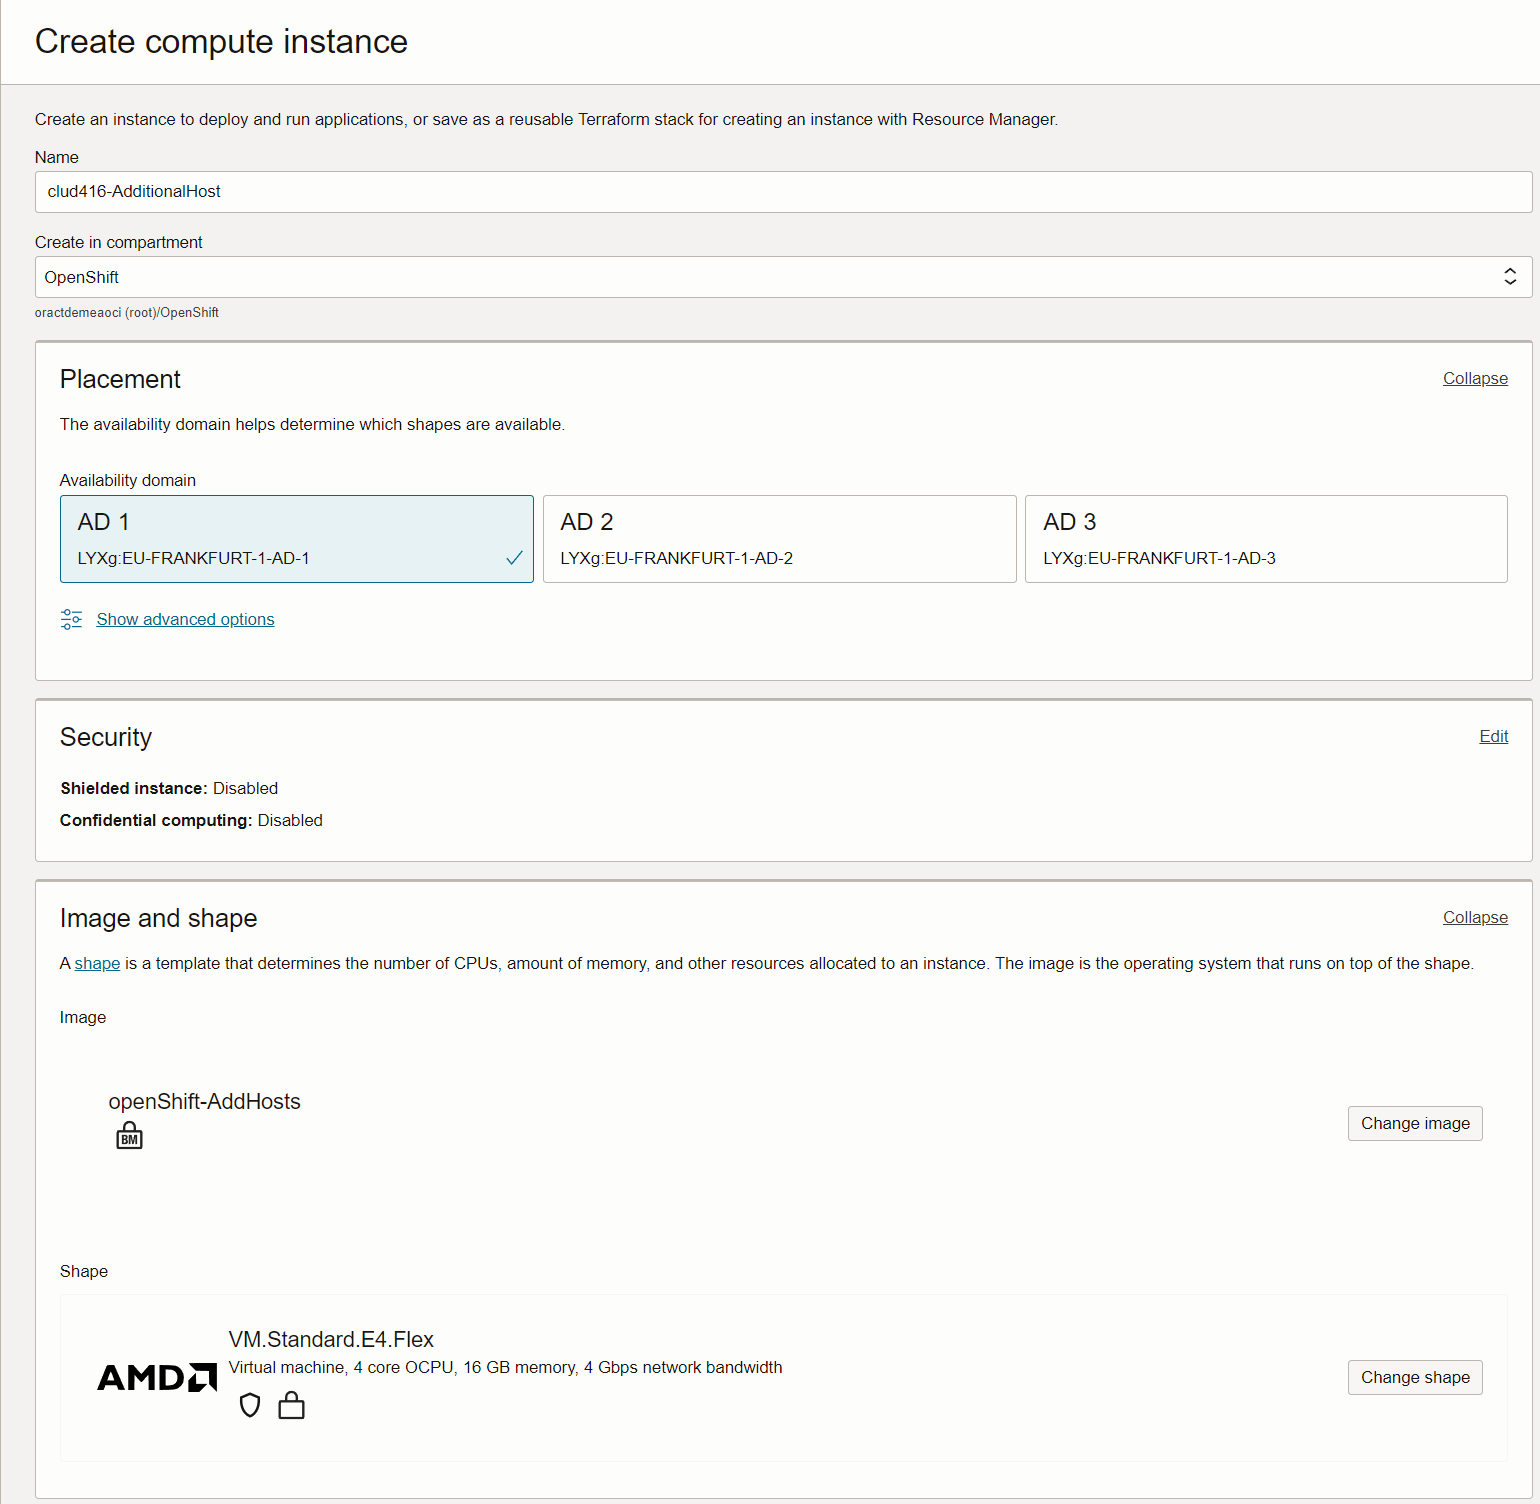 Create compute instance
Create an instance to deploy and run applications, or save as a reusable Terraform stack for creating an instance with Resource Manager.
Name
clud416-AdditionalHost
Create in compartment
OpenShift
oractdemeaoci (root)/OpenShift
Placement
Collapse
The availability domain helps determine which shapes are available.
Availability domain
AD 1
LYXg:EU-FRANKFURT-1-AD-1
AD 2
LYXg:EU-FRANKFURT-1-AD-2
AD 3
LYXg:EU-FRANKFURT-1-AD-3
Show advanced options
Security
Edit
Shielded instance: Disabled
Confidential computing: Disabled
Image and shape
Collapse
A shape is a template that determines the number of CPUs, amount of memory, and other resources allocated to an instance. The image is the operating system that runs on top of the shape.
Image
openShift-AddHosts
BM
Change image
Shape
AMD
VM.Standard.E4.Flex
Virtual machine, 4 core OCPU, 16 GB memory, 4 Gbps network bandwidth
Change shape